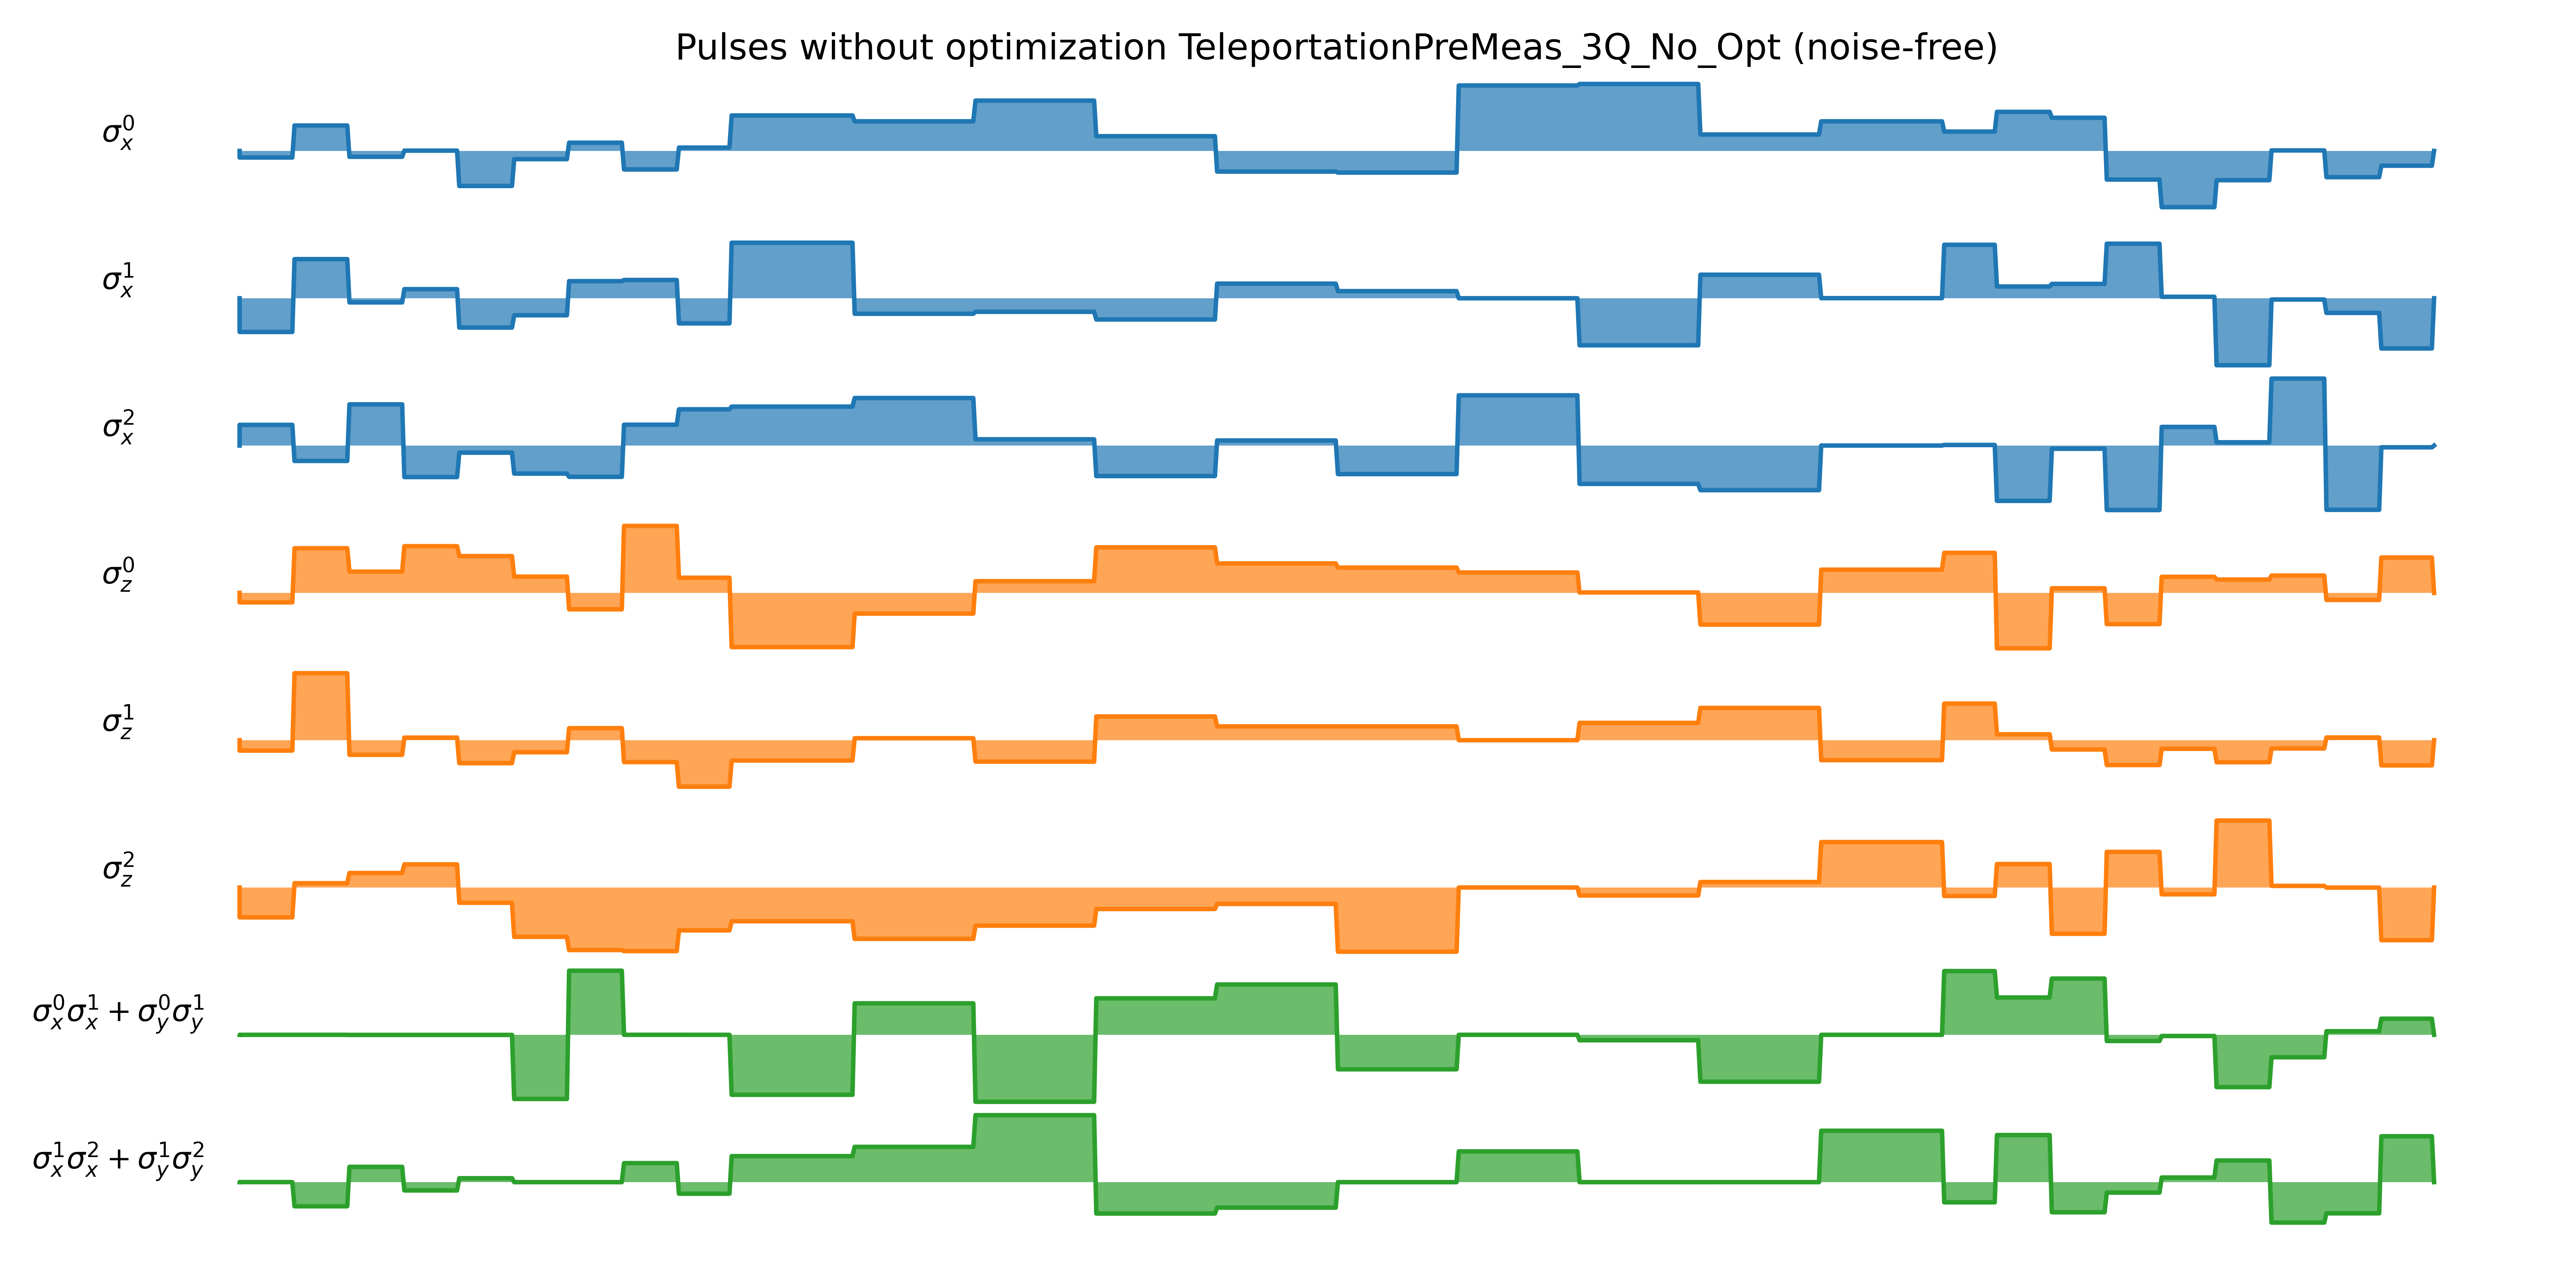 Pulses without optimization TeleportationPreMeas_3Q_No_Opt (noise-free)
σ_x^0
σ_x^1
σ_x^2
σ_z^0
σ_z^1
σ_z^2
σ_x^0σ_x^1 + σ_y^0σ_y^1
σ_x^1σ_x^2 + σ_y^1σ_y^2